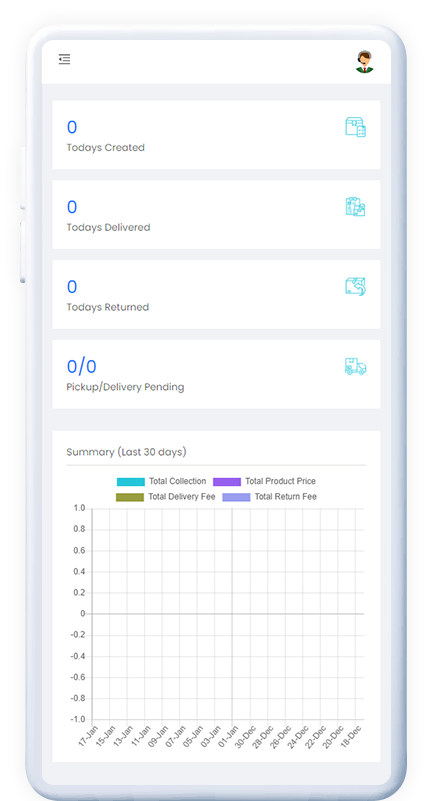 0
Todays Created
0
Todays Delivered
0
Todays Returned
0/0
Pickup/Delivery Pending
Summary (Last 30 days)
Total Collection Total Product Price
Total Delivery Fee Total Return Fee
1.0
0.8
0.6
0.4
0.2
0
-0.2
-0.4
-0.6
-0.8
-1.0
17-Jan 15-Jan 13-Jan 11-Jan 09-Jan 07-Jan 05-Jan 03-Jan 01-Jan 30-Dec 28-Dec 26-Dec 24-Dec 22-Dec 20-Dec 18-Dec